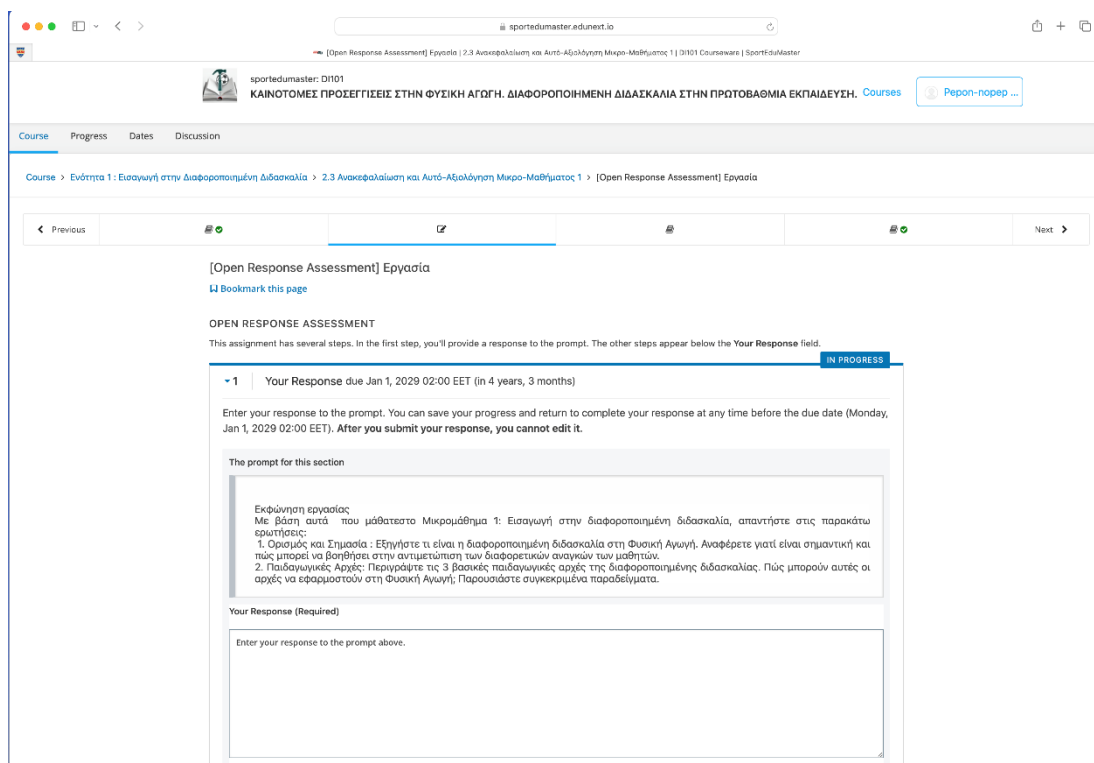 sportedumaster.edunext.io
[Open Response Assessment] Εργασία | 2.3 Ανακεφαλαίωση και Αυτό-Αξιολόγηση Μικρο-Μαθήματος 1 | DI101 Courseware | SportEduMaster
sportedumaster: DI101
ΚΑΙΝΟΤΟΜΕΣ ΠΡΟΣΕΓΓΙΣΕΙΣ ΣΤΗΝ ΦΥΣΙΚΗ ΑΓΩΓΗ. ΔΙΑΦΟΡΟΠΟΙΗΜΕΝΗ ΔΙΔΑΣΚΑΛΙΑ ΣΤΗΝ ΠΡΩΤΟΒΑΘΜΙΑ ΕΚΠΑΙΔΕΥΣΗ. Courses Pepon-nopep ...
Course Progress Dates Discussion
Course > Ενότητα 1 : Εισαγωγή στην Διαφοροποιημένη Διδασκαλία > 2.3 Ανακεφαλαίωση και Αυτό-Αξιολόγηση Μικρο-Μαθήματος 1 > [Open Response Assessment] Εργασία
Previous Next
[Open Response Assessment] Εργασία
Bookmark this page
OPEN RESPONSE ASSESSMENT
This assignment has several steps. In the first step, you'll provide a response to the prompt. The other steps appear below the Your Response field.
IN PROGRESS
1 Your Response due Jan 1, 2029 02:00 EET (in 4 years, 3 months)
Enter your response to the prompt. You can save your progress and return to complete your response at any time before the due date (Monday,
Jan 1, 2029 02:00 EET). After you submit your response, you cannot edit it.
The prompt for this section
Εκφώνηση εργασίας
Με βάση αυτά που μάθατεστο Μικρομάθημα 1: Εισαγωγή στην διαφοροποιημένη διδασκαλία, απαντήστε στις παρακάτω
ερωτήσεις:
1. Ορισμός και Σημασία : Εξηγήστε τι είναι η διαφοροποιημένη διδασκαλία στη Φυσική Αγωγή. Αναφέρετε γιατί είναι σημαντική και
πώς μπορεί να βοηθήσει στην αντιμετώπιση των διαφορετικών αναγκών των μαθητών.
2. Παιδαγωγικές Αρχές: Περιγράψτε τις 3 βασικές παιδαγωγικές αρχές της διαφοροποιημένης διδασκαλίας. Πώς μπορούν αυτές οι
αρχές να εφαρμοστούν στη Φυσική Αγωγή; Παρουσιάστε συγκεκριμένα παραδείγματα.
Your Response (Required)
Enter your response to the prompt above.